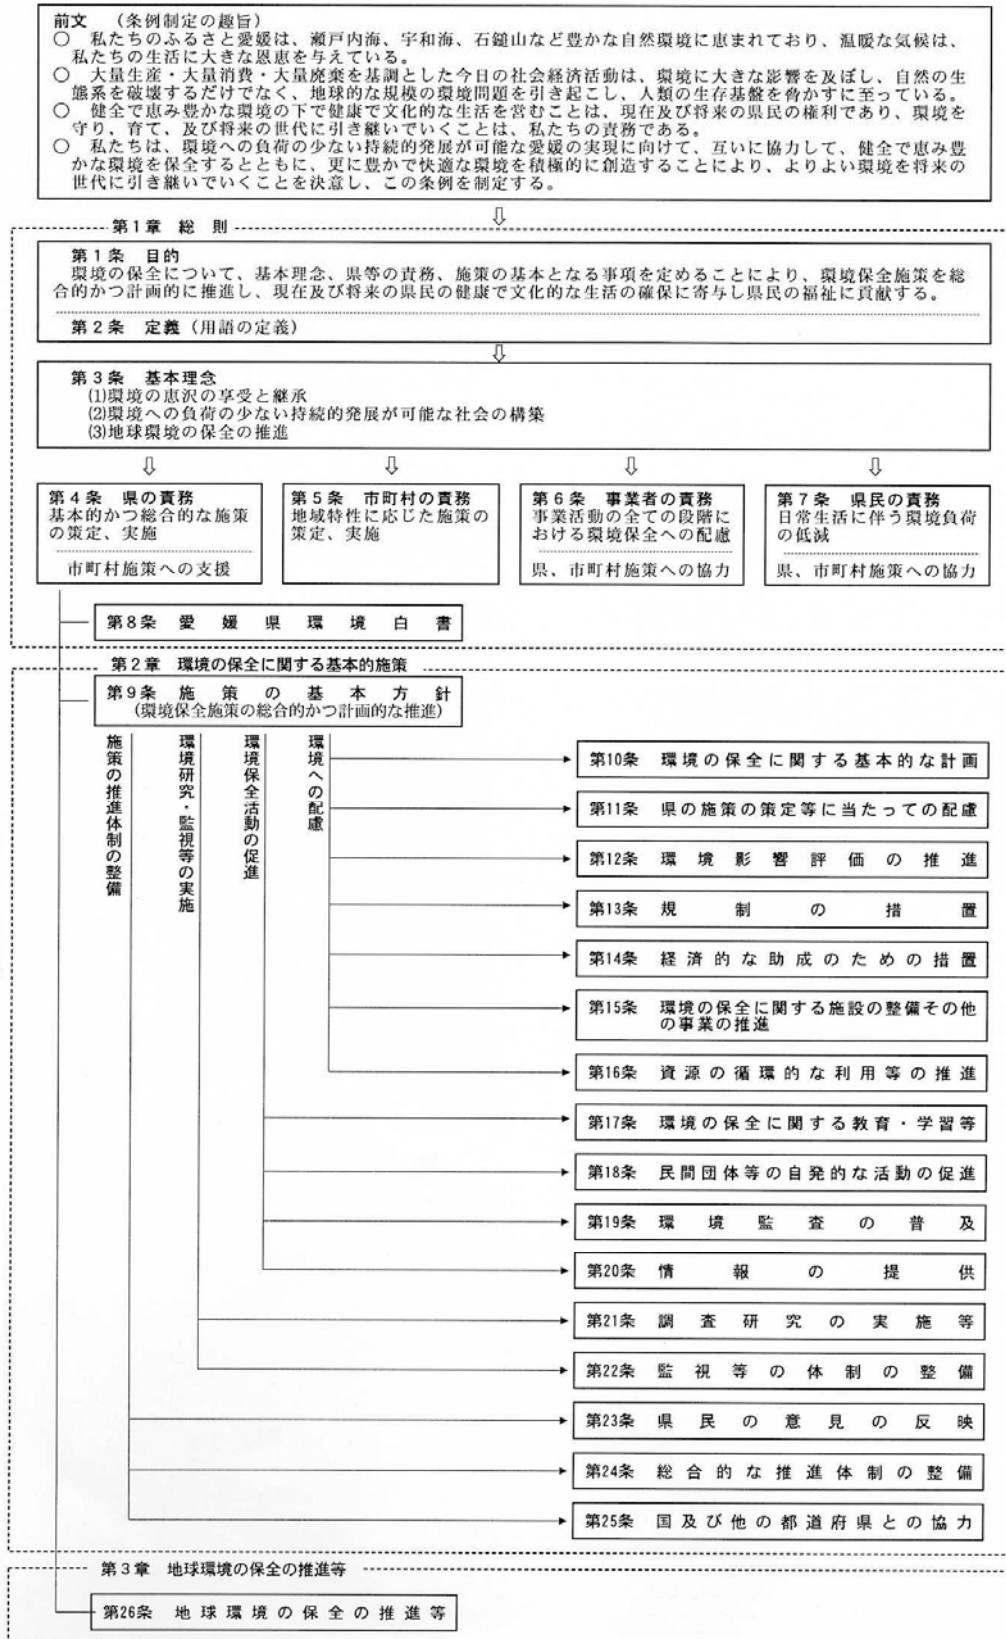 前文 (条例制定の趣旨)
○ 私たちのふるさと愛媛は、瀬戸内海、宇和海、石鎚山など豊かな自然環境に恵まれており、温暖な気候は、
私たちの生活に大きな恩恵を与えている。
○ 大量生産・大量消費・大量廃棄を基調とした今日の社会経済活動は、環境に大きな影響を及ぼし、自然の生
態系を破壊するだけでなく、地球的な規模の環境問題を引き起こし、人類の生存基盤を脅かすに至っている。
○ 健全で恵み豊かな環境の下で健康で文化的な生活を営むことは、現在及び将来の県民の権利であり、環境を
守り、育て、及び将来の世代に引き継いでいくことは、私たちの責務である。
○ 私たちは、環境への負荷の少ない持続的発展が可能な愛媛の実現に向けて、互いに協力して、健全で恵み豊
かな環境を保全するとともに、更に豊かで快適な環境を積極的に創造することにより、よりよい環境を将来の
世代に引き継いでいくことを決意し、この条例を制定する。
第1章 総 則
第1条 目的
環境の保全について、基本理念、県等の責務、施策の基本となる事項を定めることにより、環境保全施策を総
合的かつ計画的に推進し、現在及び将来の県民の健康で文化的な生活の確保に寄与し県民の福祉に貢献する。
第2条 定義(用語の定義)
第3条 基本理念
(1)環境の恵沢の享受と継承
(2)環境への負荷の少ない持続的発展が可能な社会の構築
(3)地球環境の保全の推進
第4条 県の責務
基本的かつ総合的な施策
の策定、実施
市町村施策への支援
第5条 市町村の責務
地域特性に応じた施策の
策定、実施
第6条 事業者の責務
事業活動の全ての段階に
おける環境保全への配慮
県、市町村施策への協力
第7条 県民の責務
日常生活に伴う環境負荷
の低減
県、市町村施策への協力
第8条 愛媛県環境白書
第2章 環境の保全に関する基本的施策
第9条 施策の基本方針
(環境保全施策の総合的かつ計画的な推進)
施策の推進体制の整備
環境研究・監視等の実施
環境保全活動の促進
環境への配慮
第10条 環境の保全に関する基本的な計画
第11条 県の施策の策定等に当たっての配慮
第12条 環境影響評価の推進
第13条 規制の措置
第14条 経済的な助成のための措置
第15条 環境の保全に関する施設の整備その他
の事業の推進
第16条 資源の循環的な利用等の推進
第17条 環境の保全に関する教育・学習等
第18条 民間団体等の自発的な活動の促進
第19条 環境監査の普及
第20条 情報の提供
第21条 調査研究の実施等
第22条 監視等の体制の整備
第23条 県民の意見の反映
第24条 総合的な推進体制の整備
第25条 国及び他の都道府県との協力
第3章 地球環境の保全の推進等
第26条 地球環境の保全の推進等